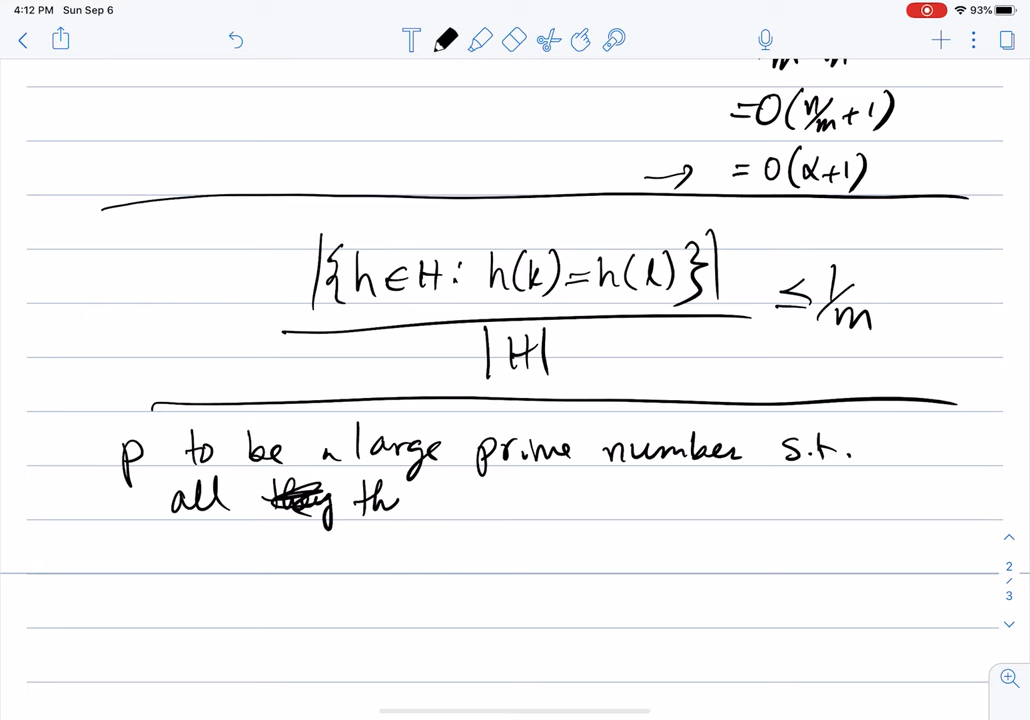 4:12 PM Sun Sep 6
93%
T
=O(n/m+1)
→ = O(α+1)
|{h∈H: h(k)=h(l)}|
≤ 1/m
|H|
p to be a large prime number s.t.
all th
2
/
3